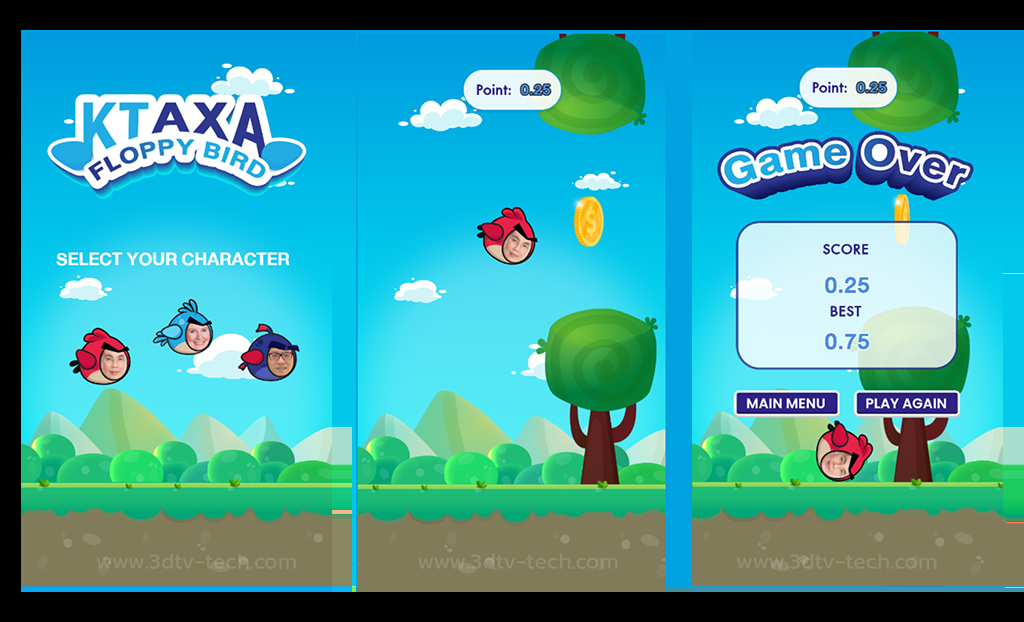 KTAXA
FLOPPY BIRD
SELECT YOUR CHARACTER
www.3dtv-tech.com
Point: 0.25
www.3dtv-tech.com
Point: 0.25
Game Over
SCORE
0.25
BEST
0.75
MAIN MENU
PLAY AGAIN
www.3dtv-tech.com